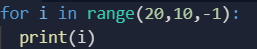 for i in range(20,10,-1):
  print(i)